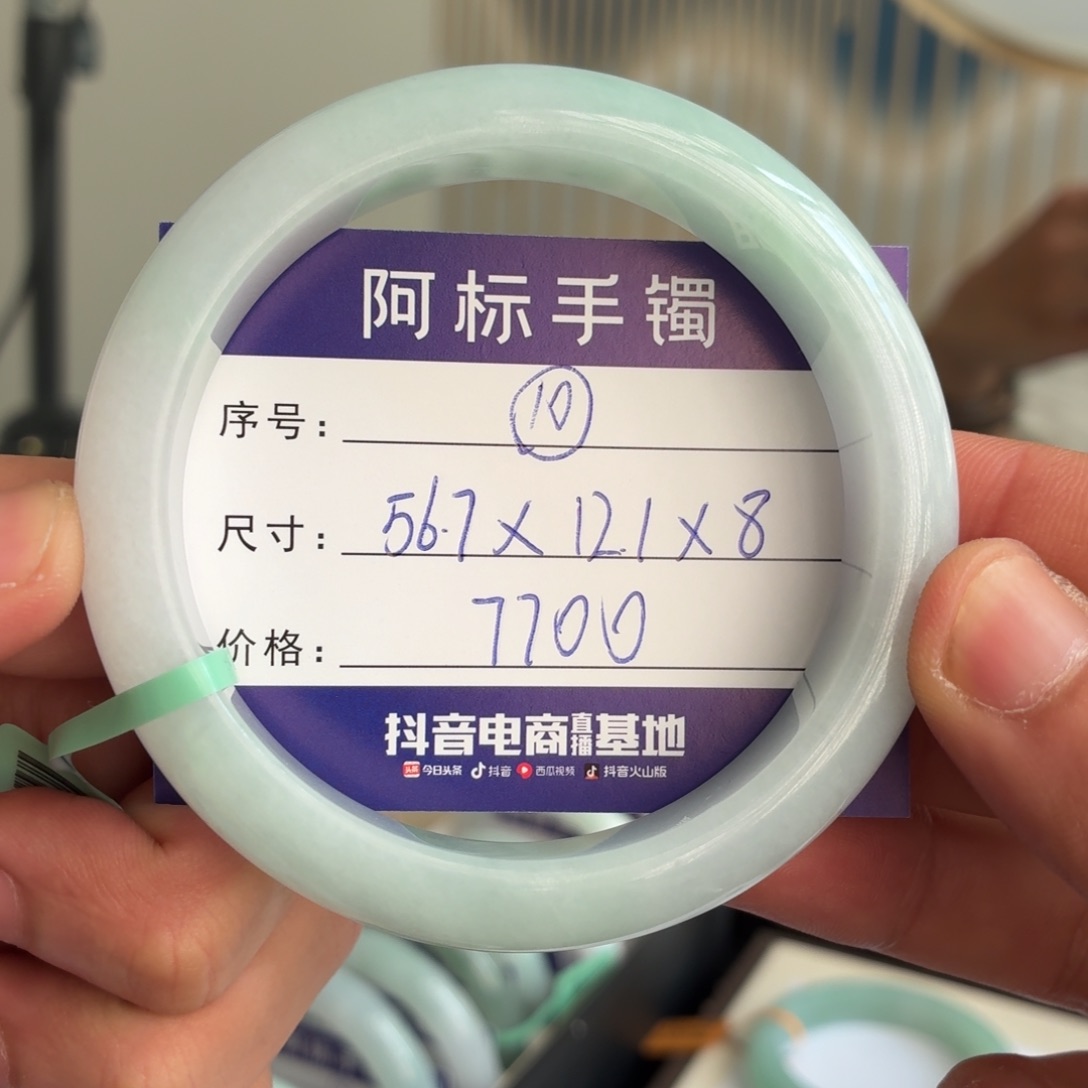 阿标手镯
序号： ⑩
尺寸： 56.7 × 12.1 × 8
价格： 7700
抖音电商直播基地
头条 今日头条 抖音 西瓜视频 抖音火山版